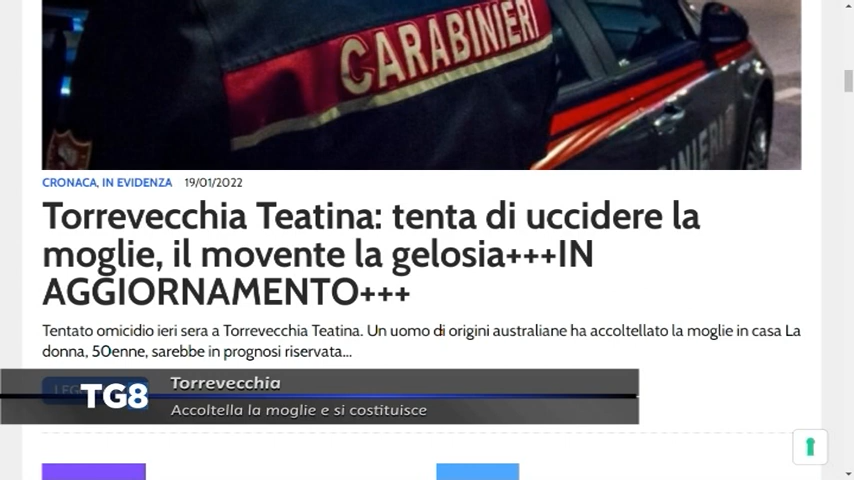 CARABINIERI
CRONACA, IN EVIDENZA 19/01/2022
Torrevecchia Teatina: tenta di uccidere la
moglie, il movente la gelosia+++IN
AGGIORNAMENTO+++
Tentato omicidio ieri sera a Torrevecchia Teatina. Un uomo di origini australiane ha accoltellato la moglie in casa La
donna, 50enne, sarebbe in prognosi riservata...
TG8
Torrevecchia
Accoltella la moglie e si costituisce